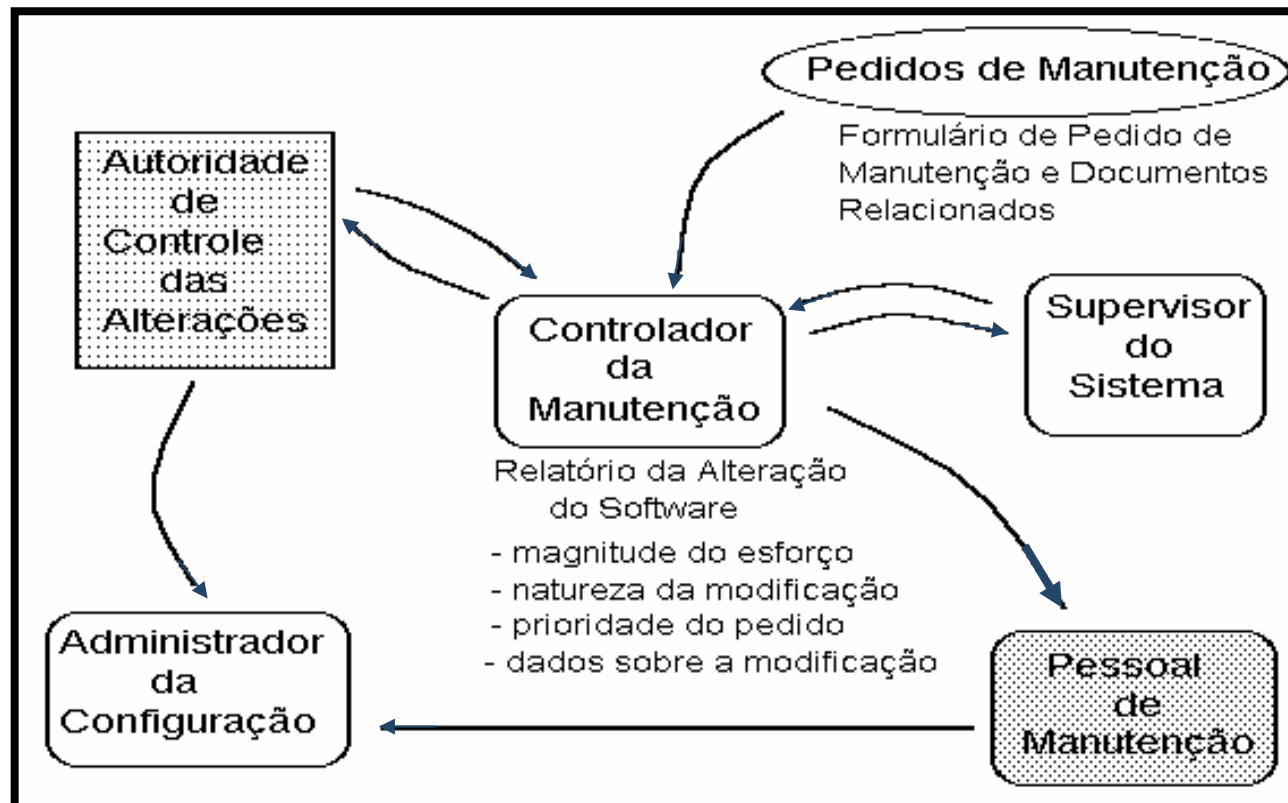 Pedidos de Manutenção
Formulário de Pedido de
Manutenção e Documentos
Relacionados
Autoridade
de
Controle
das
Alterações
Controlador
da
Manutenção
Supervisor
do
Sistema
Relatório da Alteração
do Software
- magnitude do esforço
- natureza da modificação
- prioridade do pedido
- dados sobre a modificação
Administrador
da
Configuração
Pessoal
de
Manutenção